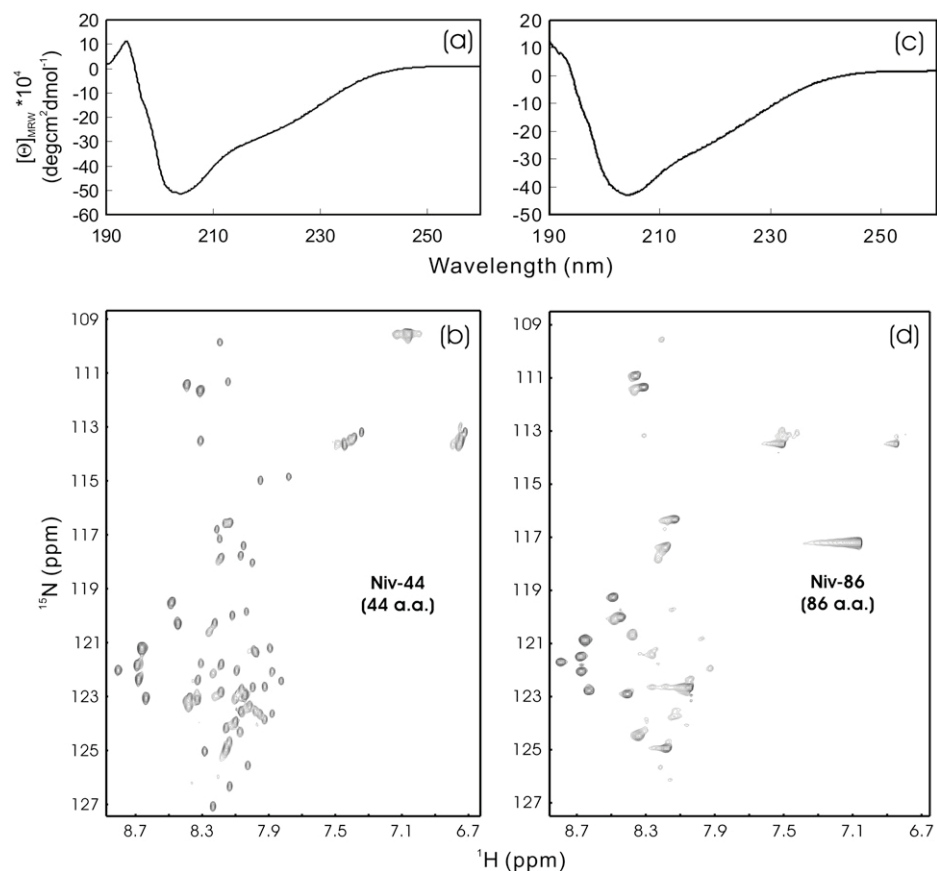 (a)
(c)
20
10
0
-10
-20
-30
-40
-50
-60
20
10
0
-10
-20
-30
-40
-50
[Θ]MRW *10⁴
(degcm²dmol⁻¹)
190 210 230 250
190 210 230 250
Wavelength (nm)
(b)
(d)
109
111
113
115
117
119
121
123
125
127
109
111
113
115
117
119
121
123
125
127
¹⁵N (ppm)
Niv-44
(44 a.a.)
Niv-86
(86 a.a.)
8.7 8.3 7.9 7.5 7.1 6.7
8.7 8.3 7.9 7.5 7.1 6.7
¹H (ppm)